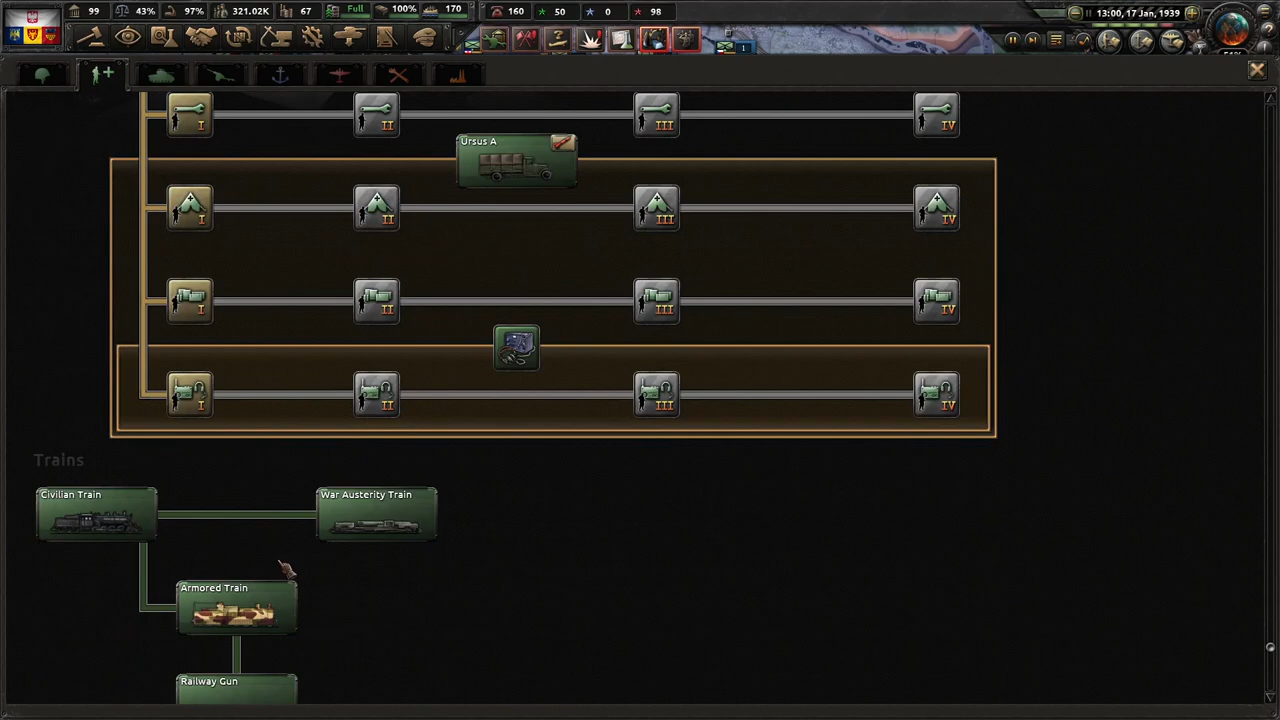 99 43% 97% 321.02K 67 Full 100% 170 160 50 0 98 13:00, 17 Jan, 1939
1
I II III IV
Ursus A
I II III IV
I II III IV
I II III IV
Trains
Civilian Train
War Austerity Train
Armored Train
Railway Gun